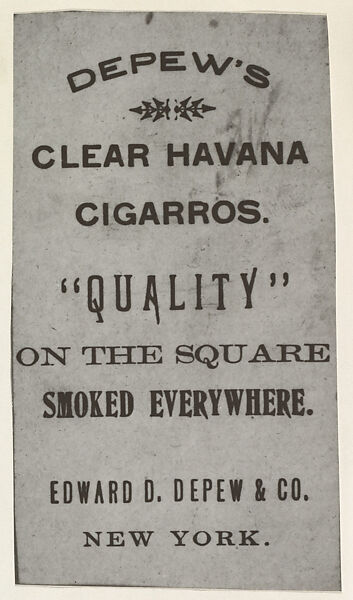 DEPEW'S
CLEAR HAVANA
CIGARROS.
"QUALITY"
ON THE SQUARE
SMOKED EVERYWHERE.
EDWARD D. DEPEW & CO.
NEW YORK.